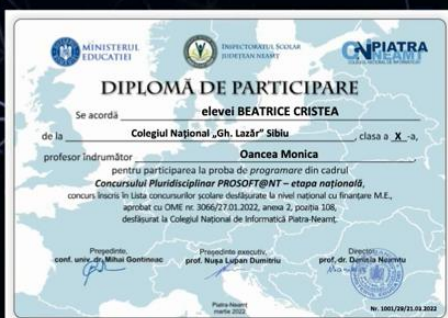 MINISTERUL
EDUCAȚIEI
INSPECTORATUL ȘCOLAR
JUDEȚEAN NEAMȚ
CN PIATRA
NEAMȚ
DIPLOMĂ DE PARTICIPARE
Se acordă elevei BEATRICE CRISTEA
de la Colegiul Național „Gh. Lazăr” Sibiu, clasa a X -a,
profesor îndrumător Oancea Monica
pentru participarea la proba de programare din cadrul
Concursului Pluridisciplinar PROSOFT@NT – etapa națională,
concurs înscris în Lista concursurilor școlare desfășurate la nivel național cu finanțare M.E.,
aprobat cu OME nr. 3066/27.01.2022, anexa 2, poziția 108,
desfășurat la Colegiul Național de Informatică Piatra-Neamț.
Președinte,
conf. univ. dr. Mihai Gontineac
Președinte executiv,
prof. Nușa Lupan Dumitriu
Director,
prof. dr. Daniela Neamțu
Piatra-Neamț
martie 2022
Nr. 1001/29/21.03.2022